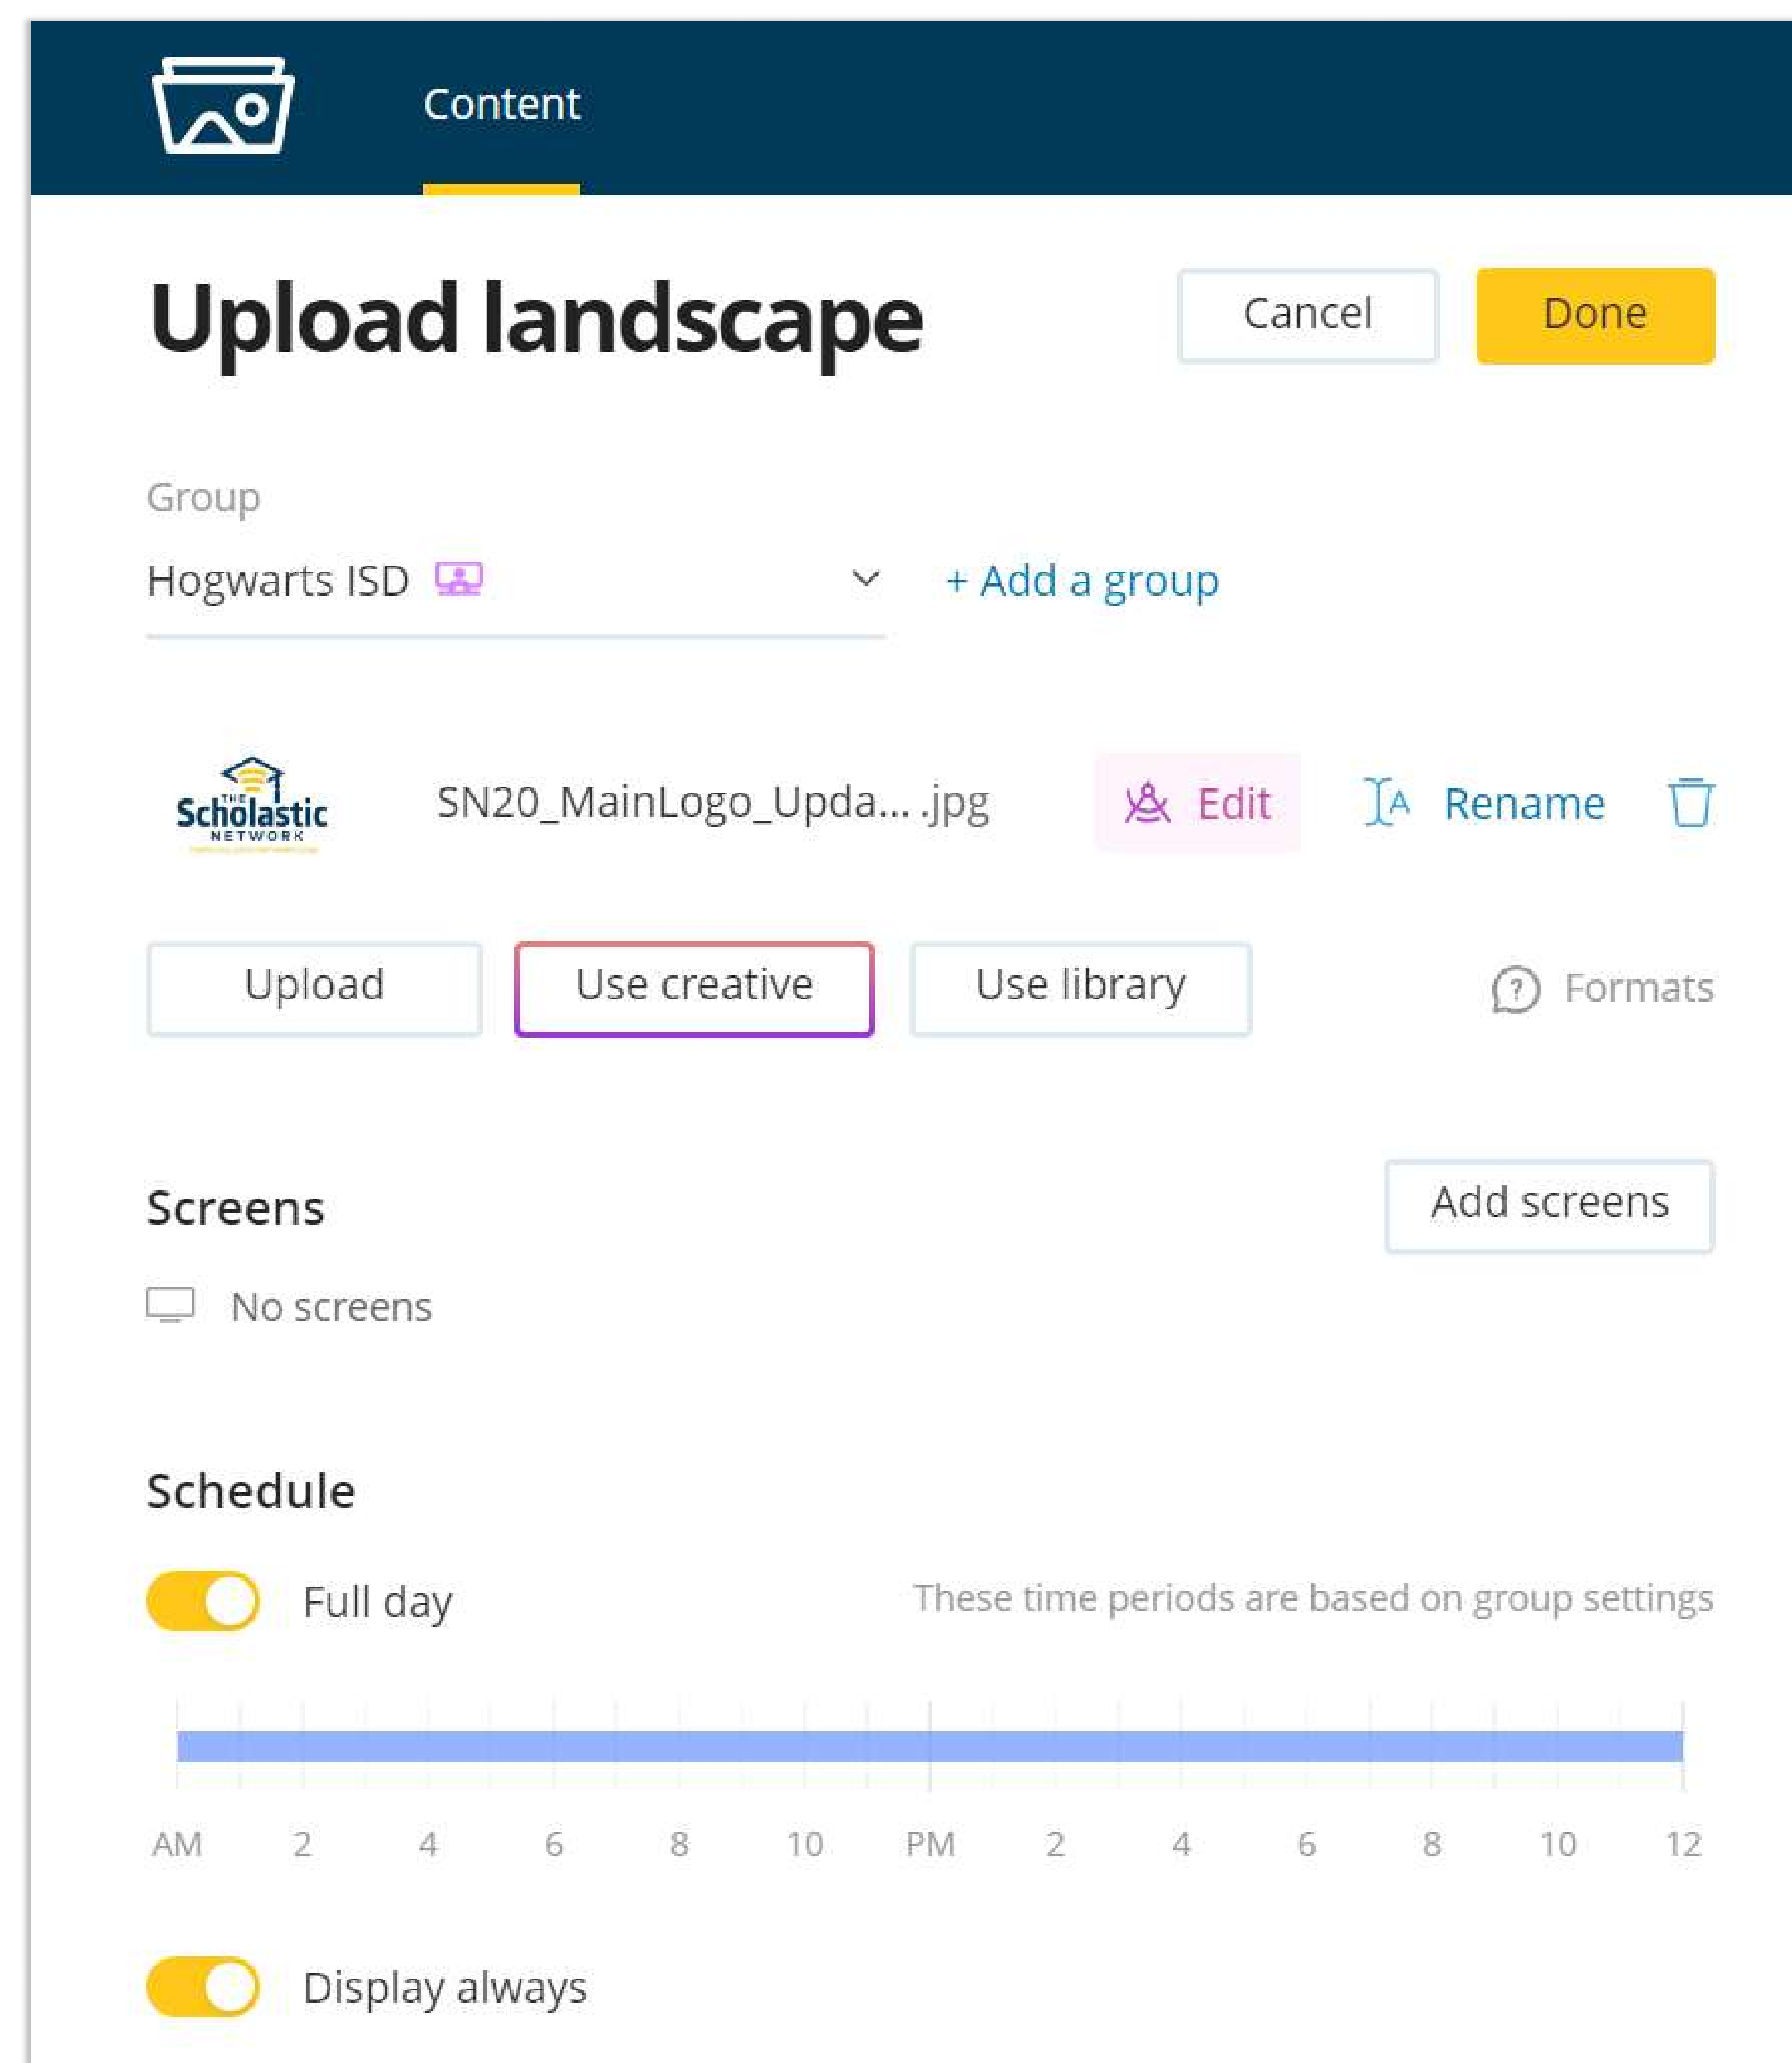 Content
Upload landscape
Cancel
Done
Group
Hogwarts ISD
+ Add a group
THE
Scholastic
NETWORK
SN20_MainLogo_Upda... .jpg
Edit
Rename
Upload
Use creative
Use library
Formats
Screens
Add screens
No screens
Schedule
Full day
These time periods are based on group settings
AM 2 4 6 8 10 PM 2 4 6 8 10 12
Display always